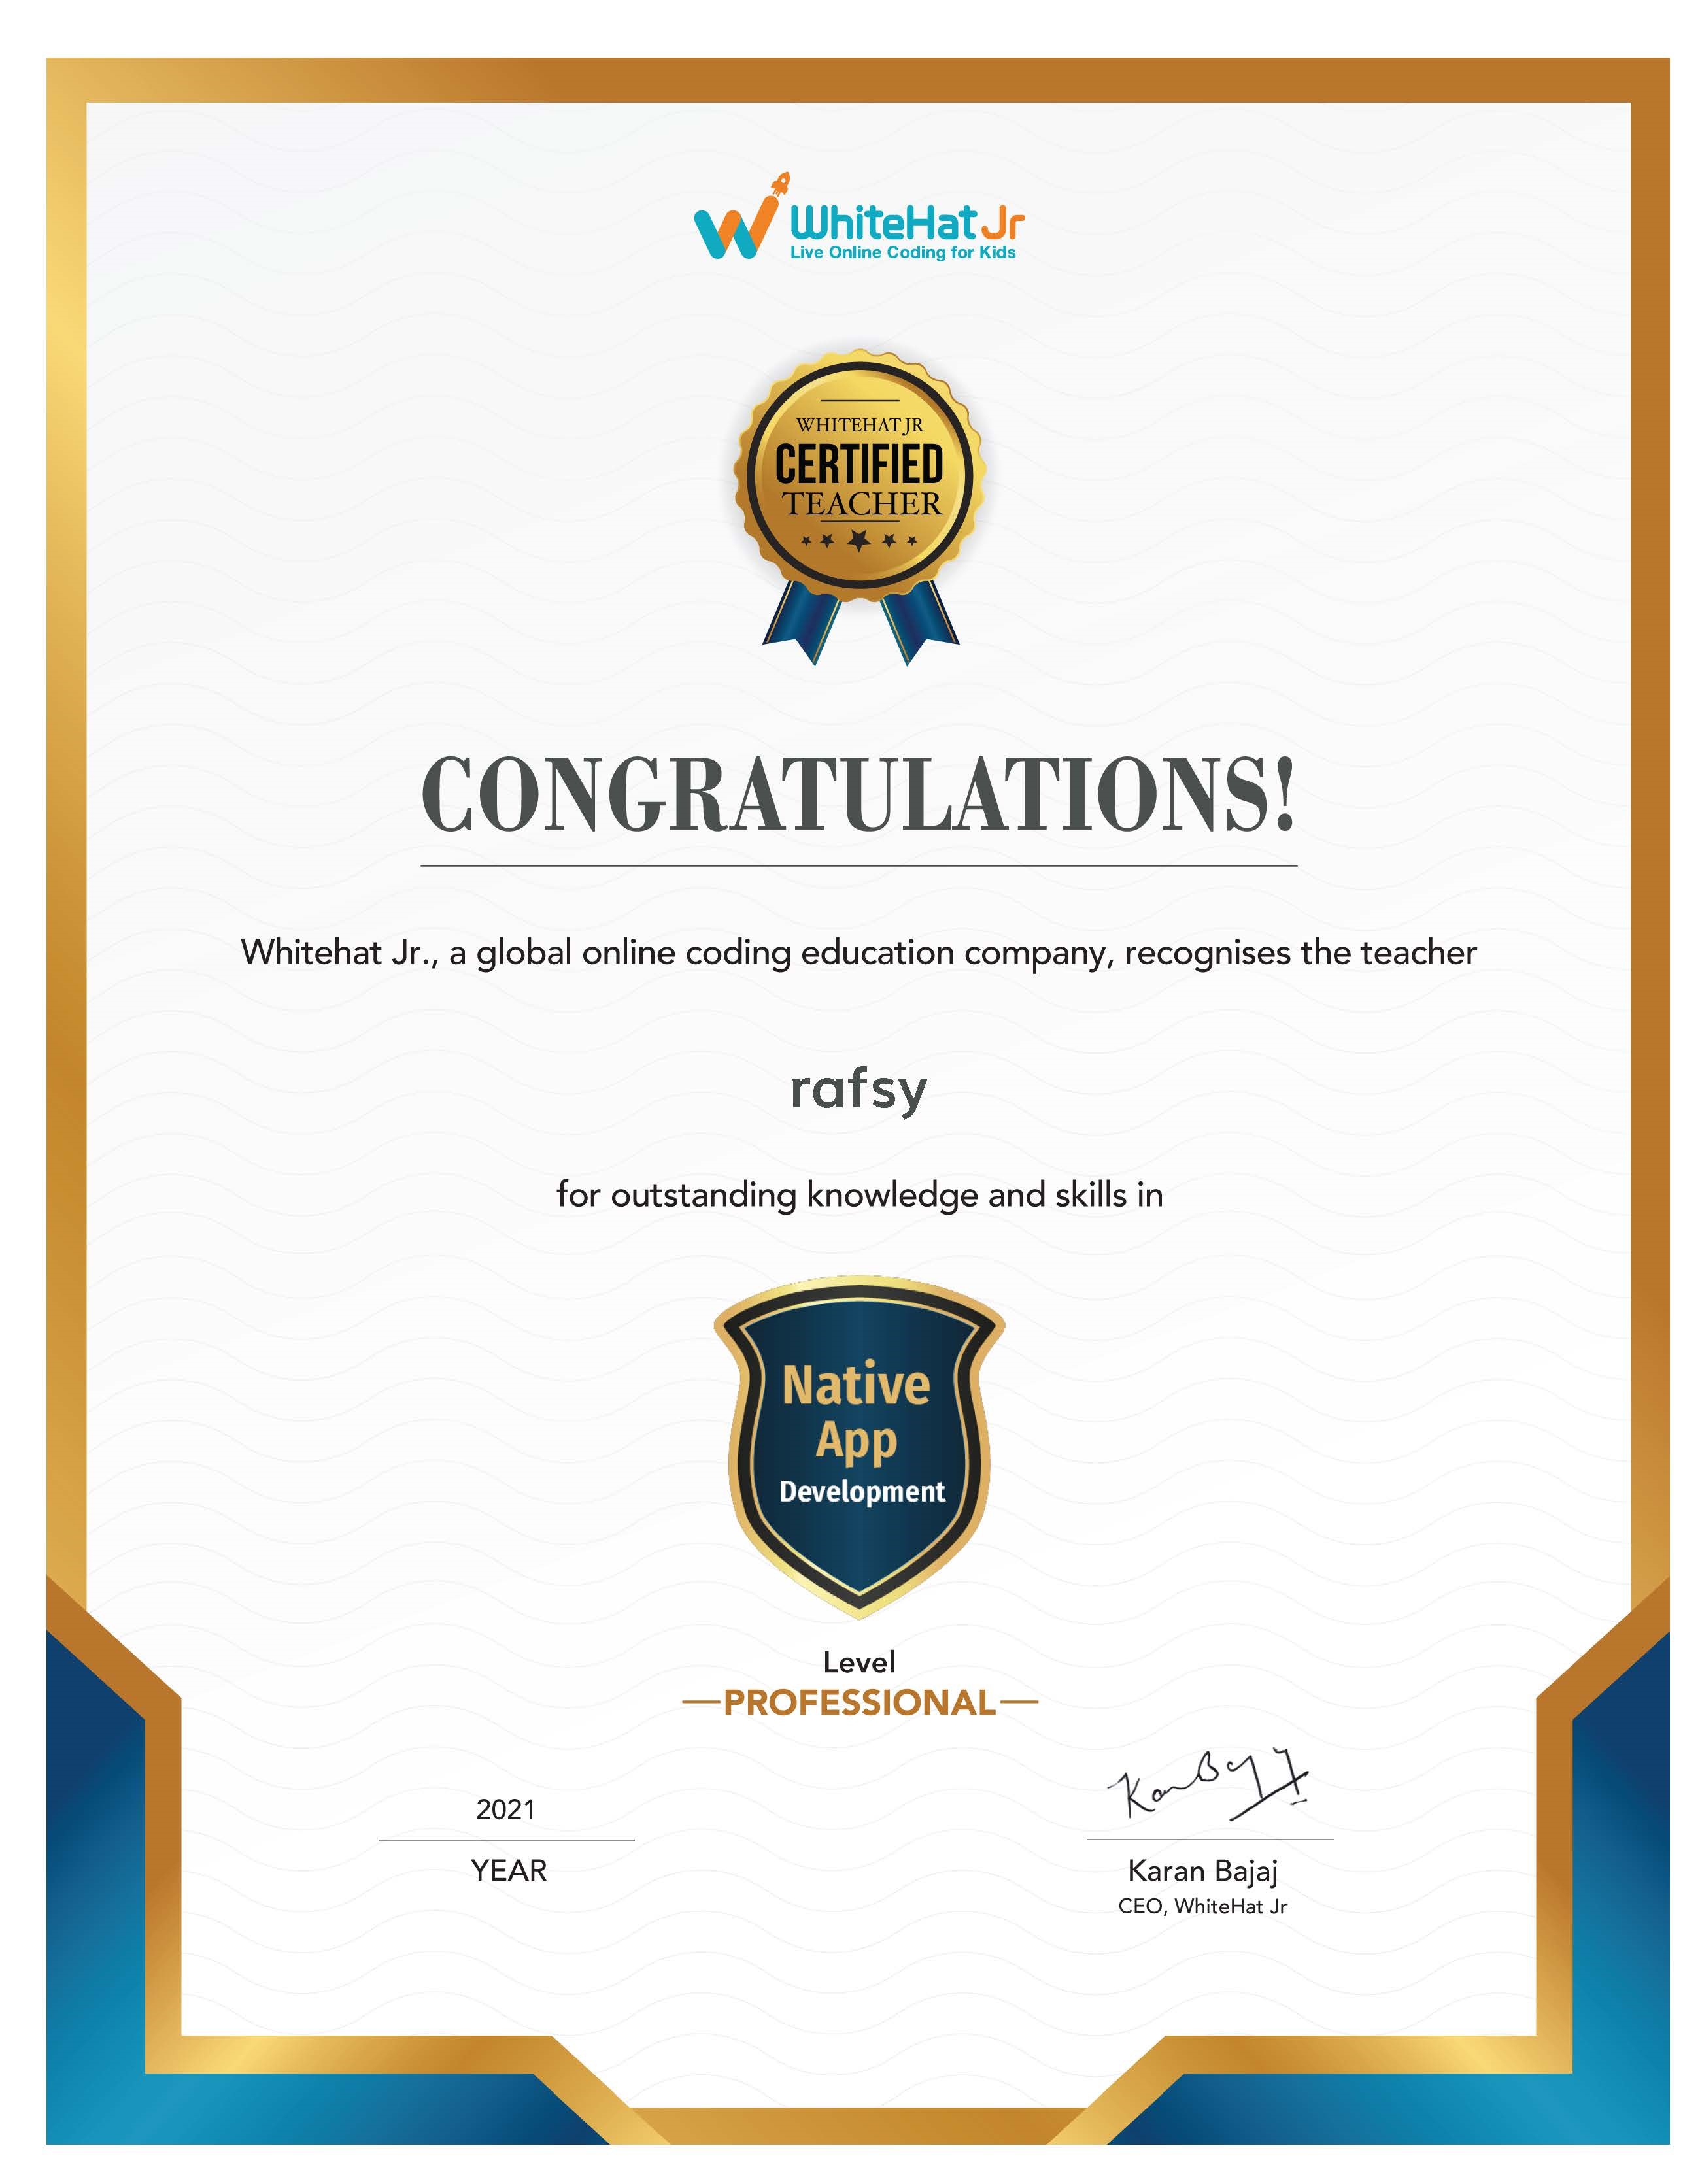 WhiteHat Jr
Live Online Coding for Kids
WHITEHAT JR
CERTIFIED
TEACHER
CONGRATULATIONS!
Whitehat Jr., a global online coding education company, recognises the teacher
rafsy
for outstanding knowledge and skills in
Native
App
Development
Level
PROFESSIONAL
2021
YEAR
Karan Bajaj
Karan Bajaj
CEO, WhiteHat Jr